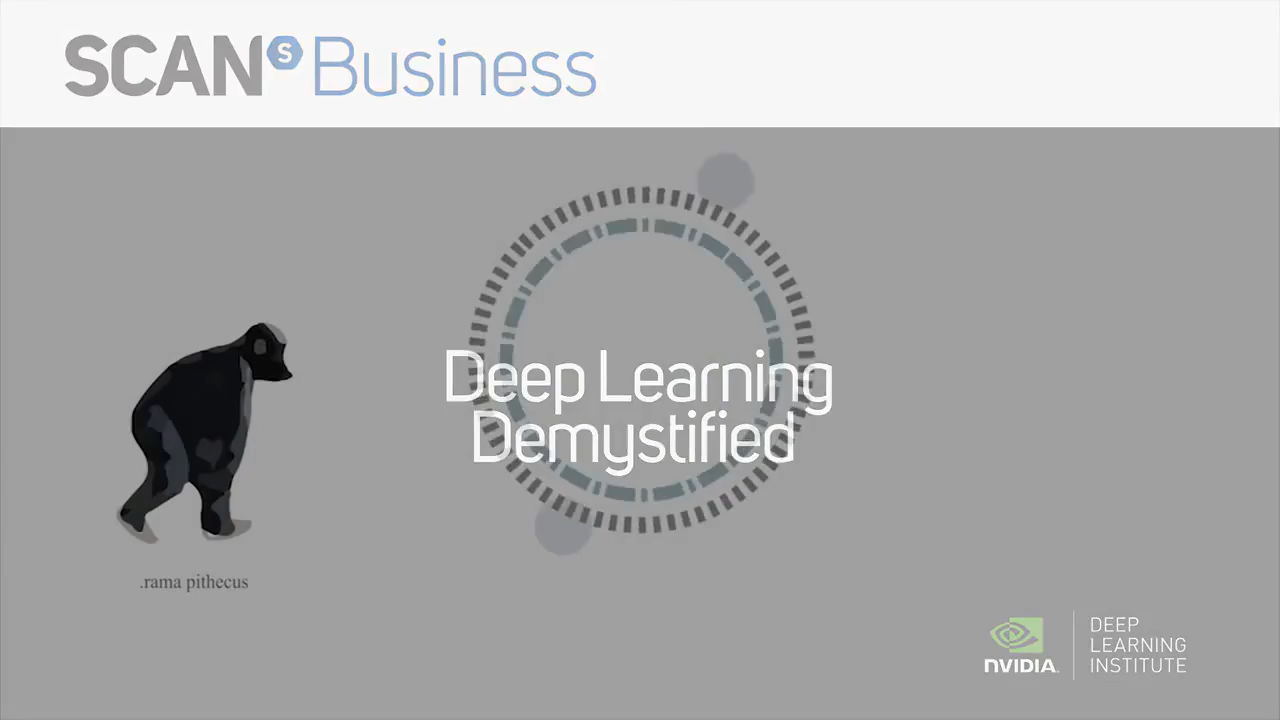 SCAN S Business
Deep Learning
Demystified
.rama pithecus
NVIDIA.
DEEP
LEARNING
INSTITUTE